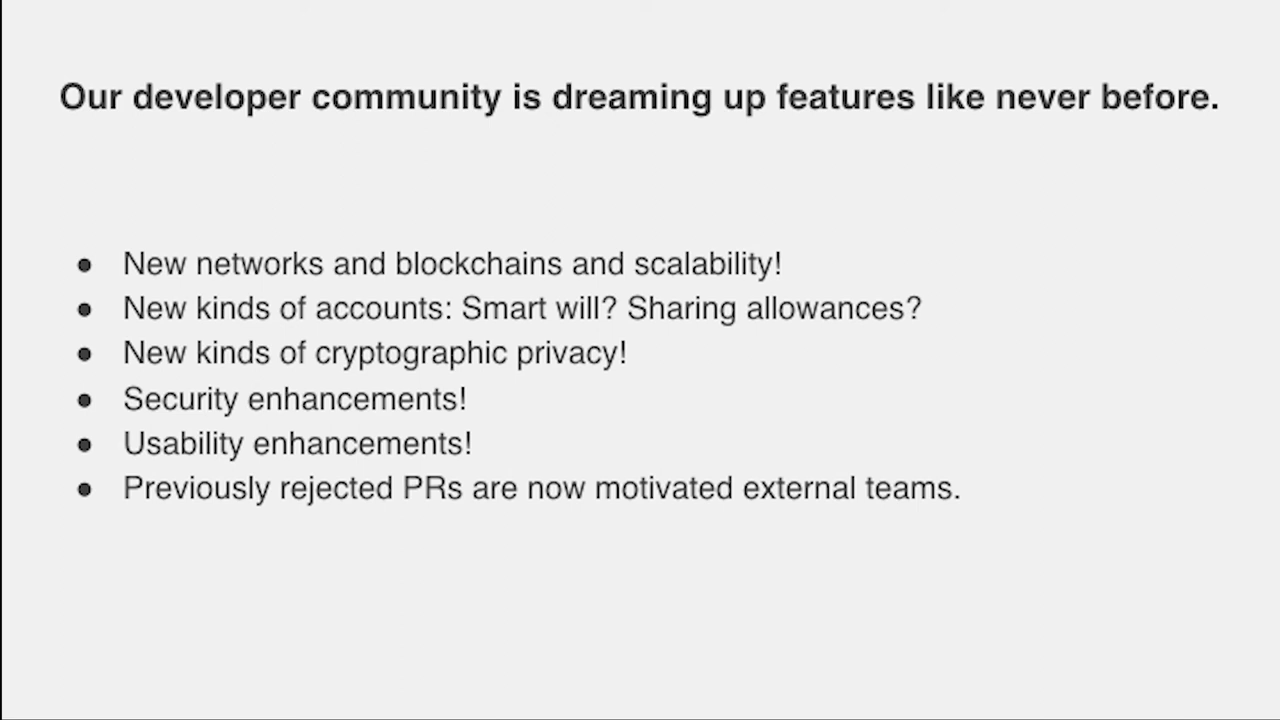 Our developer community is dreaming up features like never before.
● New networks and blockchains and scalability!
● New kinds of accounts: Smart will? Sharing allowances?
● New kinds of cryptographic privacy!
● Security enhancements!
● Usability enhancements!
● Previously rejected PRs are now motivated external teams.